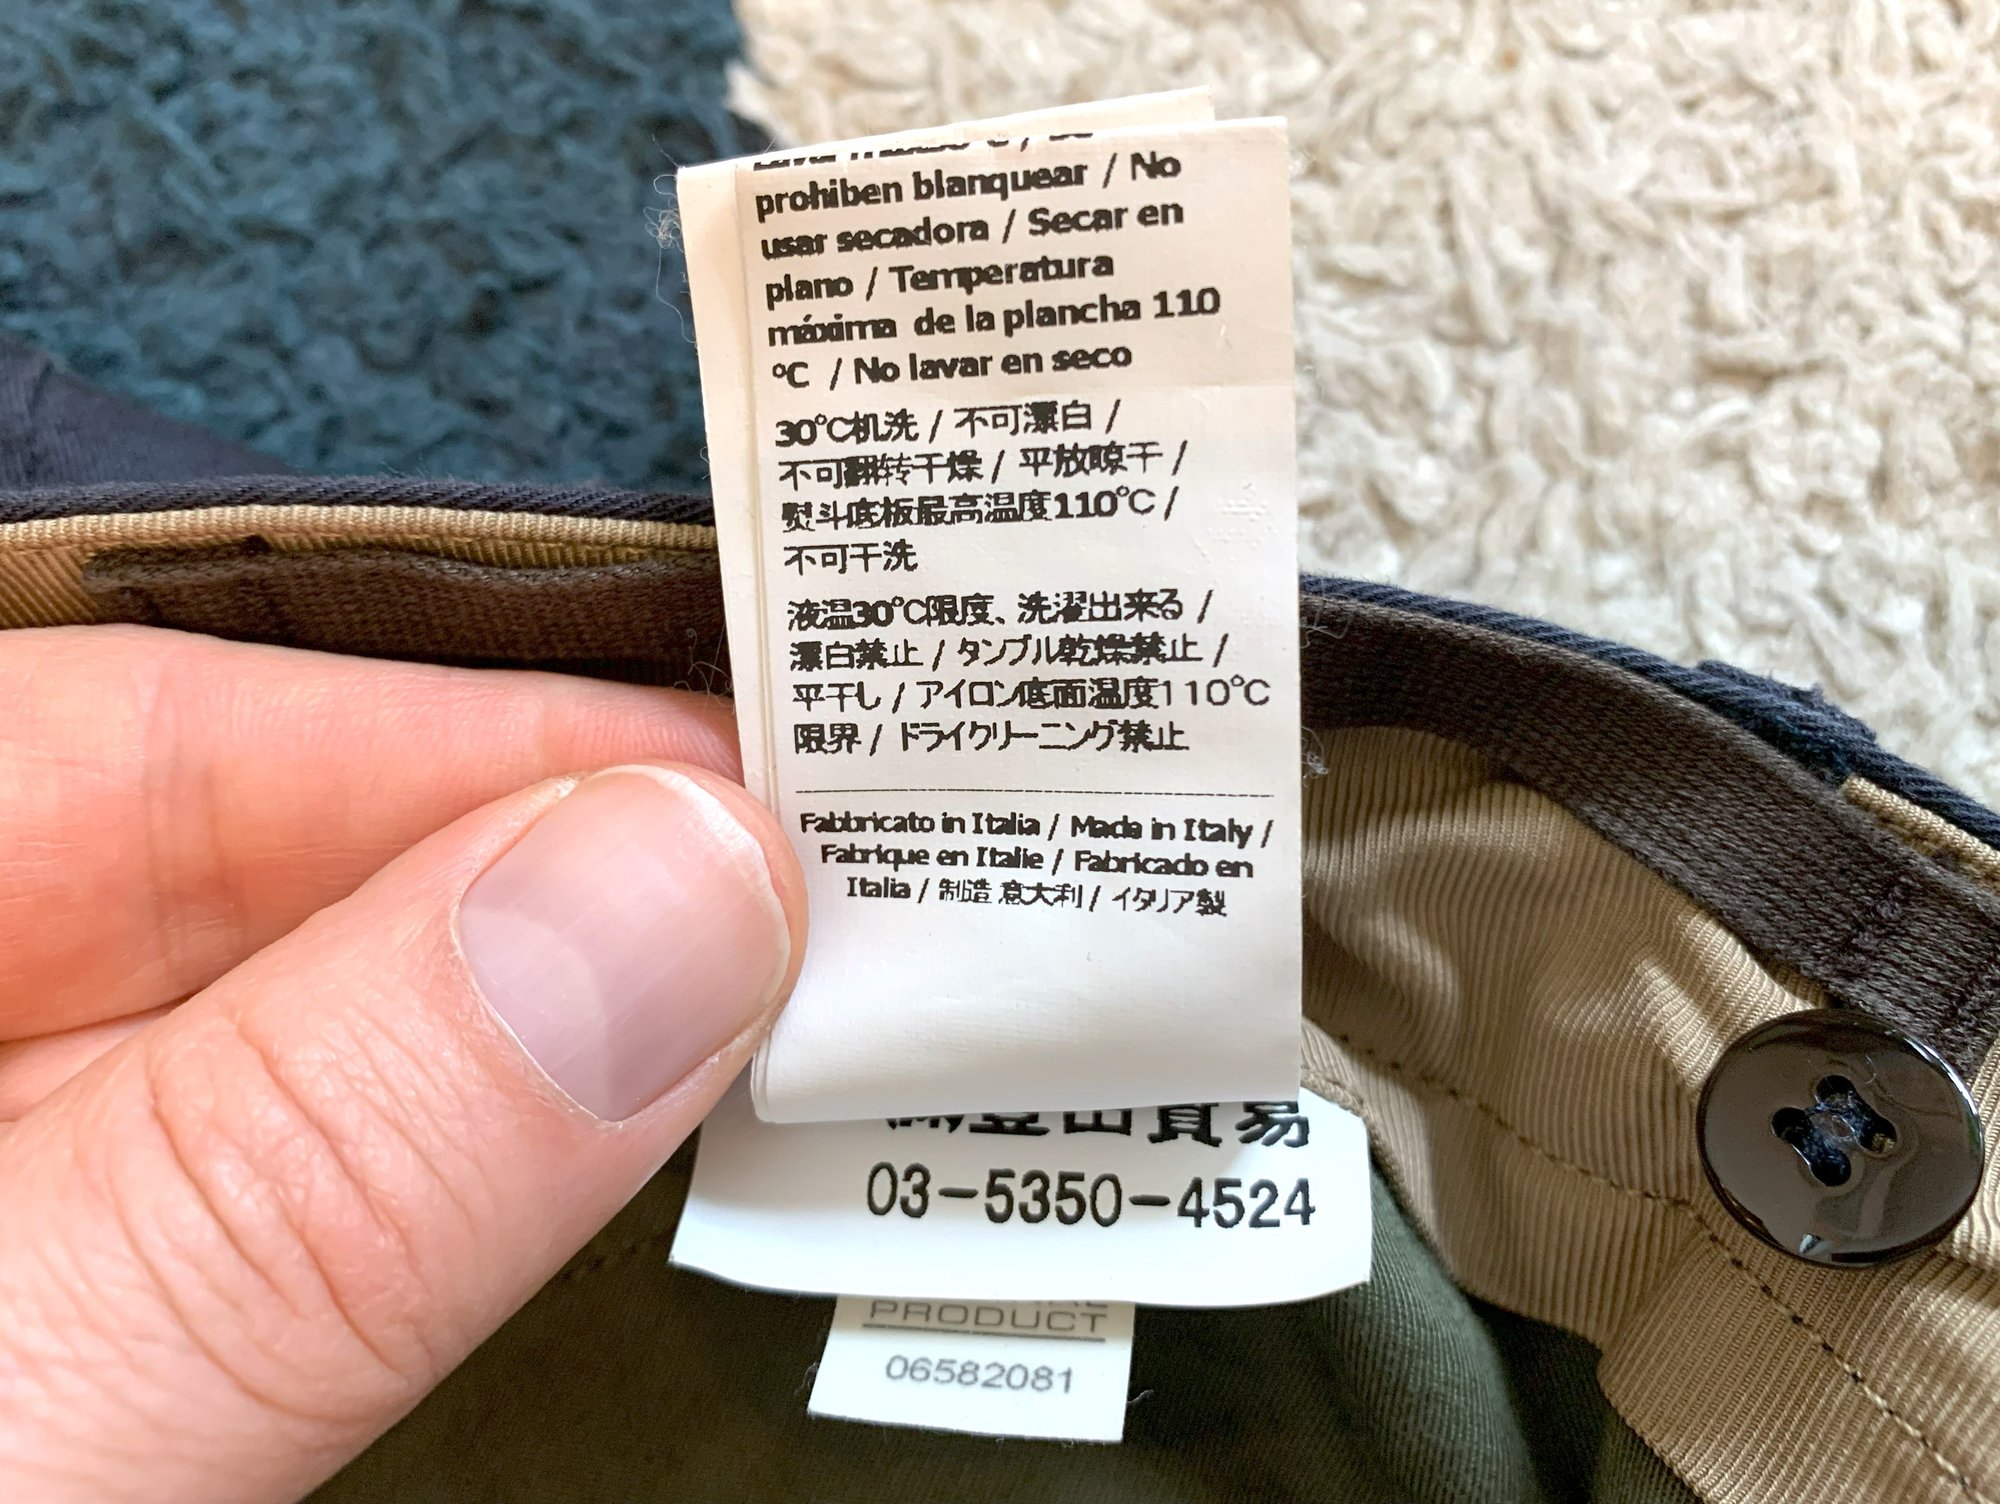 prohiben blanquear / No
usar secadora / Secar en
plano / Temperatura
máxima de la plancha 110
°C / No lavar en seco
30°C机洗 / 不可漂白 /
不可翻转干燥 / 平放晾干 /
熨斗底板最高温度110°C /
不可干洗
液温30°C限度、洗濯出来る /
漂白禁止 / タンブル乾燥禁止 /
平干し / アイロン底面温度110°C
限界 / ドライクリーニング禁止
Fabbricato in Italia / Made in Italy /
Fabrique en Italie / Fabricado en
Italia / 制造 意大利 / イタリア製
登山貿易
03-5350-4524
PRODUCT
06582081